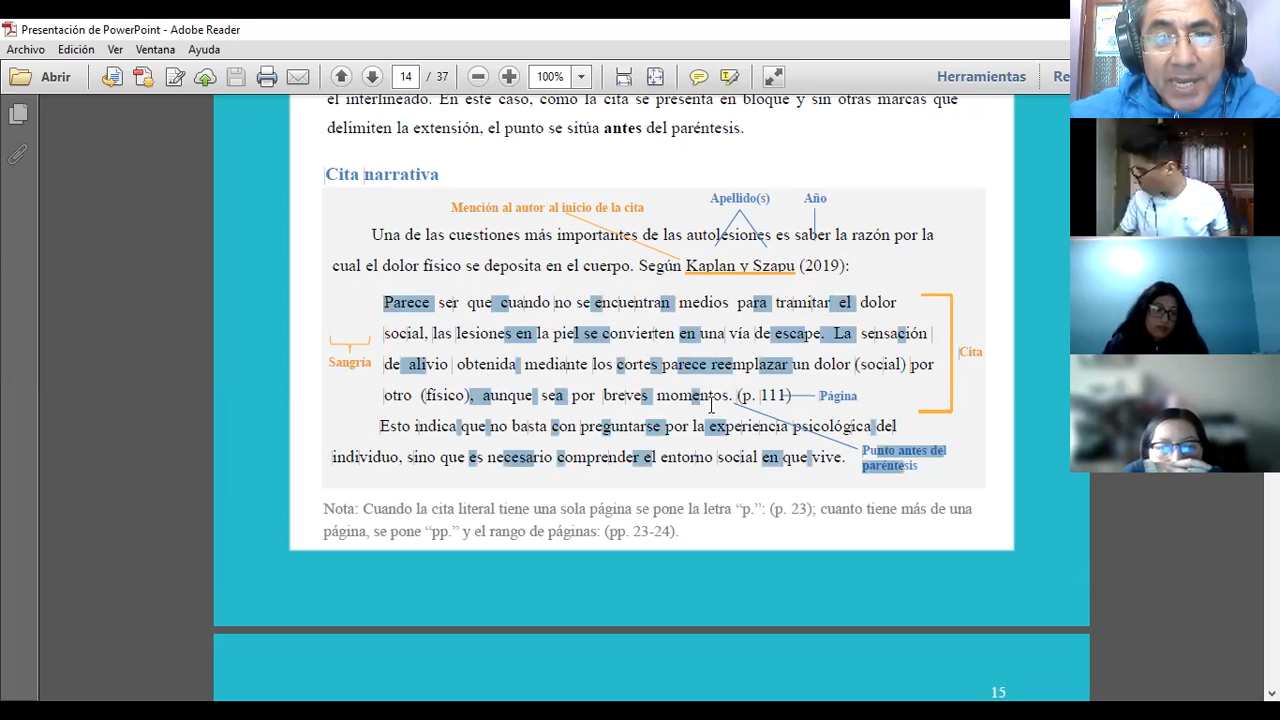 Presentación de PowerPoint - Adobe Reader
Archivo Edición Ver Ventana Ayuda
Abrir 14 / 37 100% Herramientas Re
el interlineado. En este caso, como la cita se presenta en bloque y sin otras marcas que
delimiten la extensión, el punto se sitúa antes del paréntesis.
Cita narrativa
Mención al autor al inicio de la cita
Apellido(s) Año
Una de las cuestiones más importantes de las autolesiones es saber la razón por la
cual el dolor físico se deposita en el cuerpo. Según Kaplan y Szapu (2019):
Parece ser que cuando no se encuentran medios para tramitar el dolor
social, las lesiones en la piel se convierten en una vía de escape. La sensación
de alivio obtenida mediante los cortes parece reemplazar un dolor (social) por
otro (físico), aunque sea por breves momentos. (p. 111)
Sangría
Cita
Página
Esto indica que no basta con preguntarse por la experiencia psicológica del
individuo, sino que es necesario comprender el entorno social en que vive.
Punto antes del
paréntesis
Nota: Cuando la cita literal tiene una sola página se pone la letra “p.”: (p. 23); cuanto tiene más de una
página, se pone “pp.” y el rango de páginas: (pp. 23-24).
15